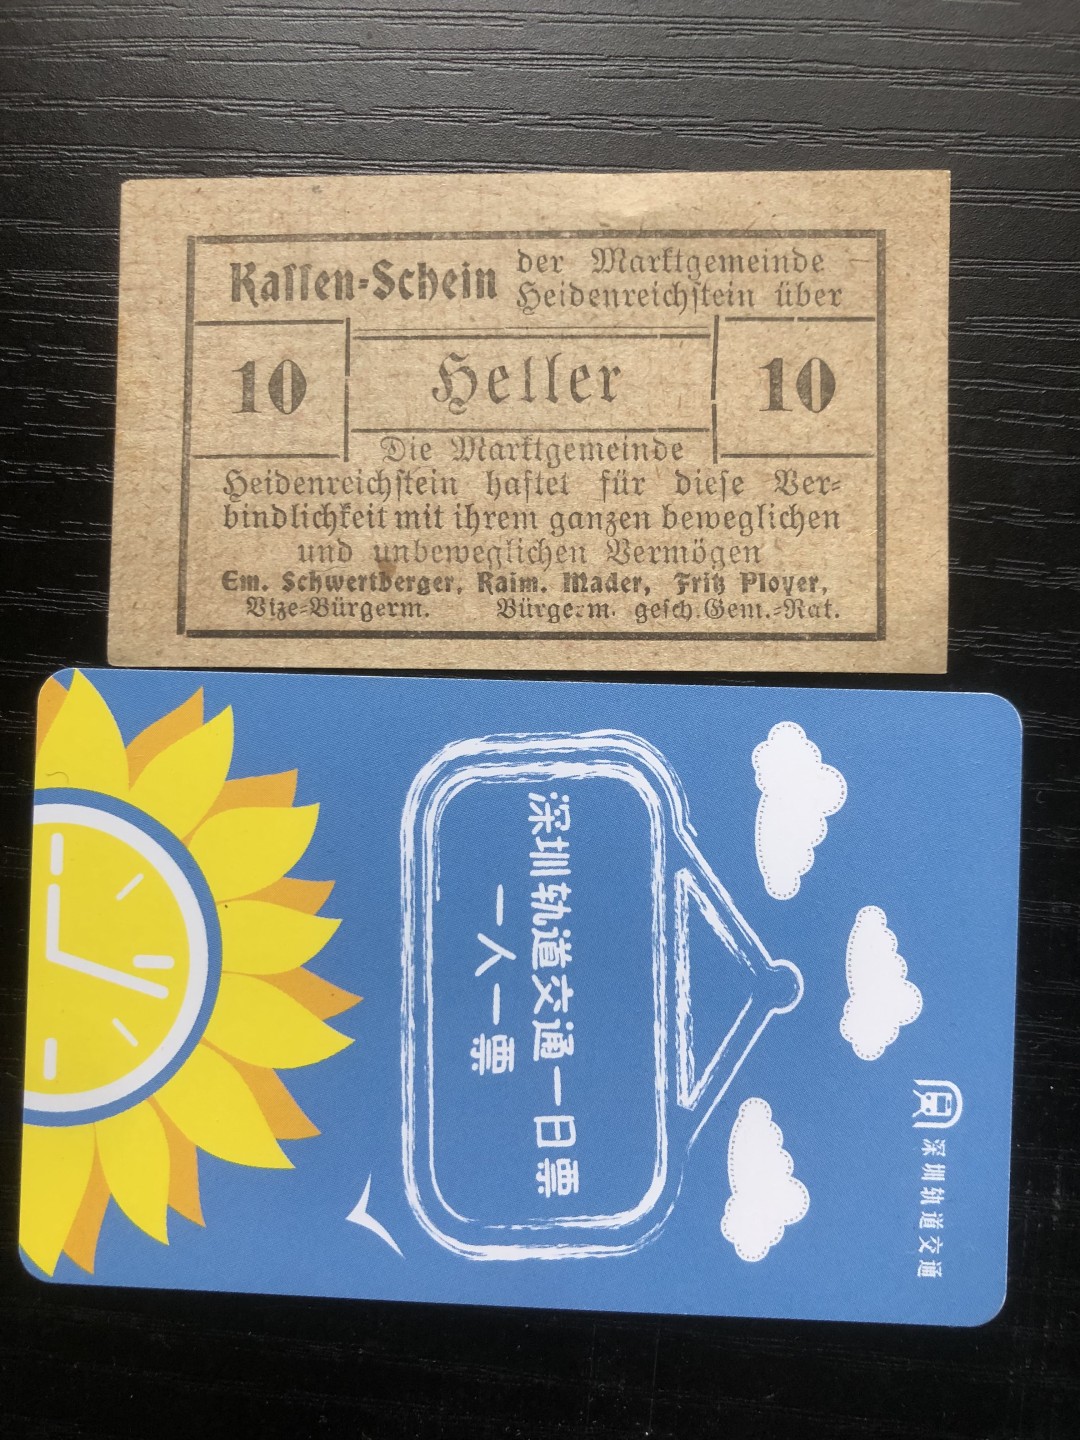 Kassen-Schein
der Marktgemeinde
Heidenreichstein über
10
Heller
10
Die Marktgemeinde
Heidenreichstein haftet für diese Ver-
bindlichkeit mit ihrem ganzen beweglichen
und unbeweglichen Vermögen
Em. Schwertberger, Raim. Mader, Fritz Ployer,
Vize-Bürgerm. Bürgerm. gesch. Gem.-Rat.
深圳轨道交通
深圳轨道交通一日票
一人一票